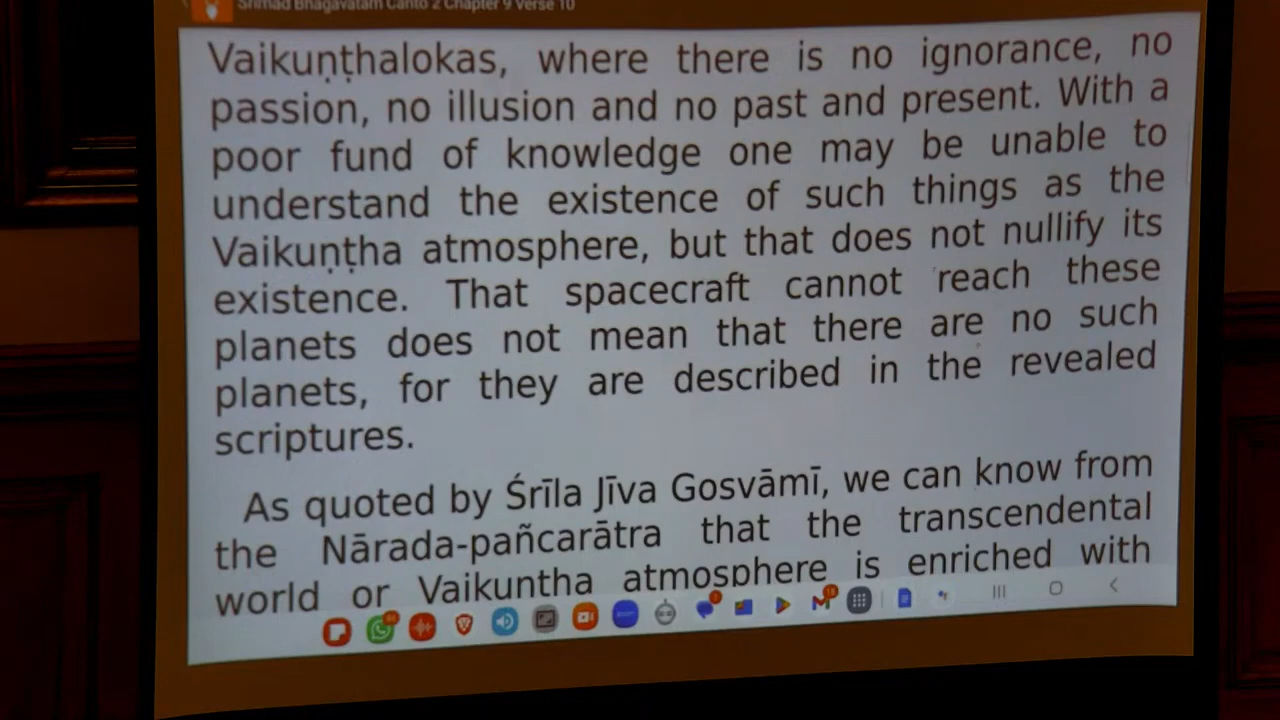 Srimad Bhagavatam Canto 2 Chapter 9 Verse 10
Vaikuṇṭhalokas, where there is no ignorance, no
passion, no illusion and no past and present. With a
poor fund of knowledge one may be unable to
understand the existence of such things as the
Vaikuṇṭha atmosphere, but that does not nullify its
existence. That spacecraft cannot reach these
planets does not mean that there are no such
planets, for they are described in the revealed
scriptures.
As quoted by Śrīla Jīva Gosvāmī, we can know from
the Nārada-pañcarātra that the transcendental
world or Vaikuntha atmosphere is enriched with